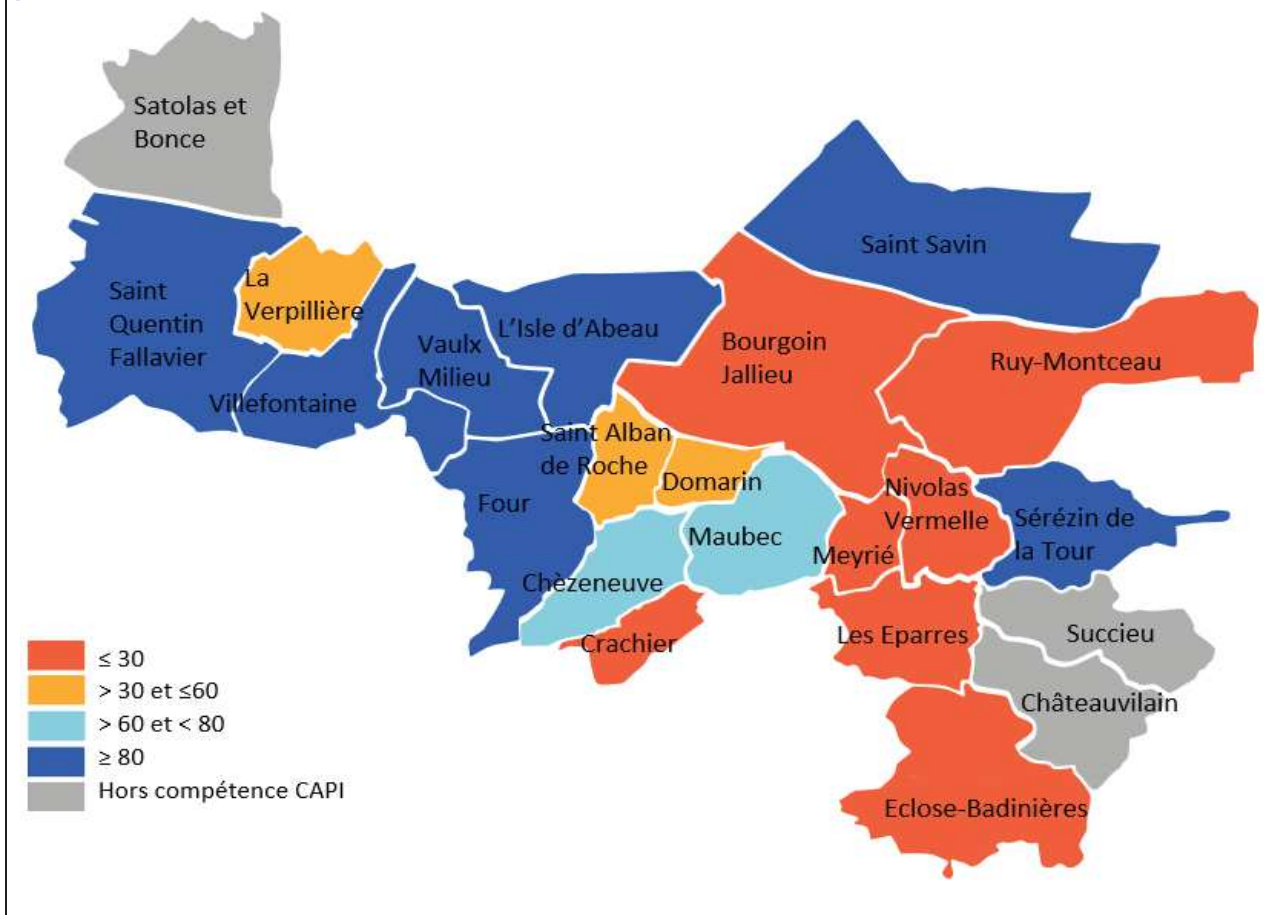 Satolas et
Bonce
Saint Savin
La
Verpillière
Saint
Quentin
Fallavier
L'Isle d'Abeau
Vaulx
Milieu
Bourgoin
Jallieu
Ruy-Montceau
Villefontaine
Saint Alban
de Roche
Domarin
Four
Nivolas
Vermelle
Sérézin de
la Tour
Maubec
Meyrié
Chèzeneuve
Crachier
Les Eparres
Succieu
Châteauvilain
Eclose-Badinières
≤ 30
> 30 et ≤60
> 60 et < 80
≥ 80
Hors compétence CAPI